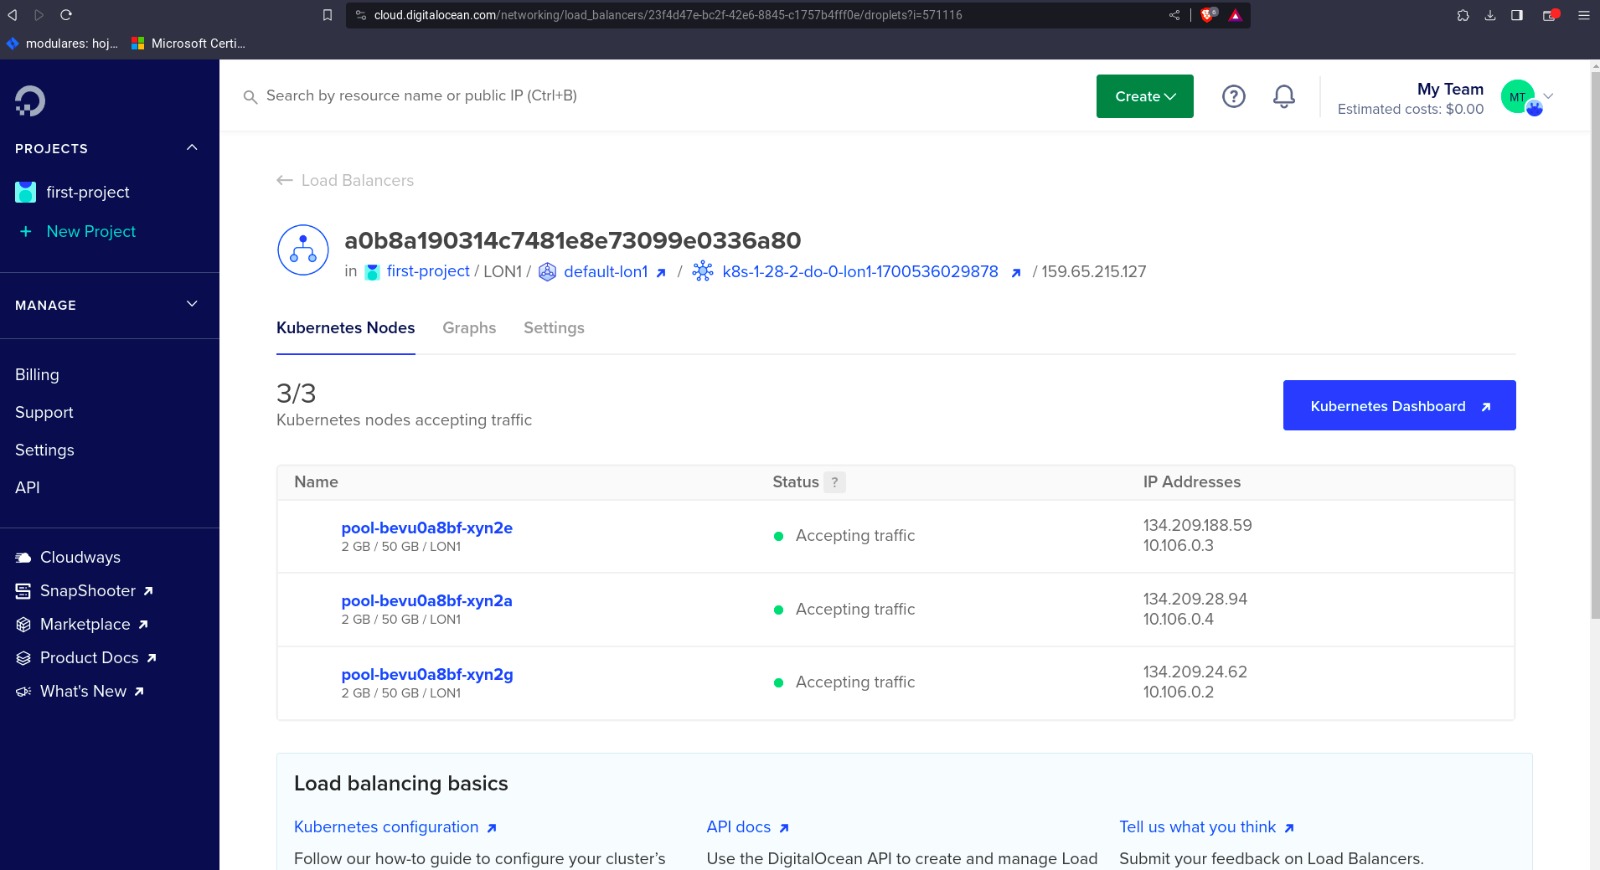 cloud.digitalocean.com/networking/load_balancers/23f4d47e-bc2f-42e6-8845-c1757b4fff0e/droplets?i=571116
modulares: hoj...
Microsoft Certi...
Search by resource name or public IP (Ctrl+B)
Create
My Team
Estimated costs: $0.00
MT
PROJECTS
first-project
+ New Project
MANAGE
Billing
Support
Settings
API
Cloudways
SnapShooter
Marketplace
Product Docs
What's New
← Load Balancers
a0b8a190314c7481e8e73099e0336a80
in first-project / LON1 / default-lon1 / k8s-1-28-2-do-0-lon1-1700536029878 / 159.65.215.127
Kubernetes Nodes Graphs Settings
3/3
Kubernetes nodes accepting traffic
Kubernetes Dashboard
Name Status ? IP Addresses
pool-bevu0a8bf-xyn2e
2 GB / 50 GB / LON1
Accepting traffic
134.209.188.59
10.106.0.3
pool-bevu0a8bf-xyn2a
2 GB / 50 GB / LON1
Accepting traffic
134.209.28.94
10.106.0.4
pool-bevu0a8bf-xyn2g
2 GB / 50 GB / LON1
Accepting traffic
134.209.24.62
10.106.0.2
Load balancing basics
Kubernetes configuration
Follow our how-to guide to configure your cluster's
API docs
Use the DigitalOcean API to create and manage Load
Tell us what you think
Submit your feedback on Load Balancers.